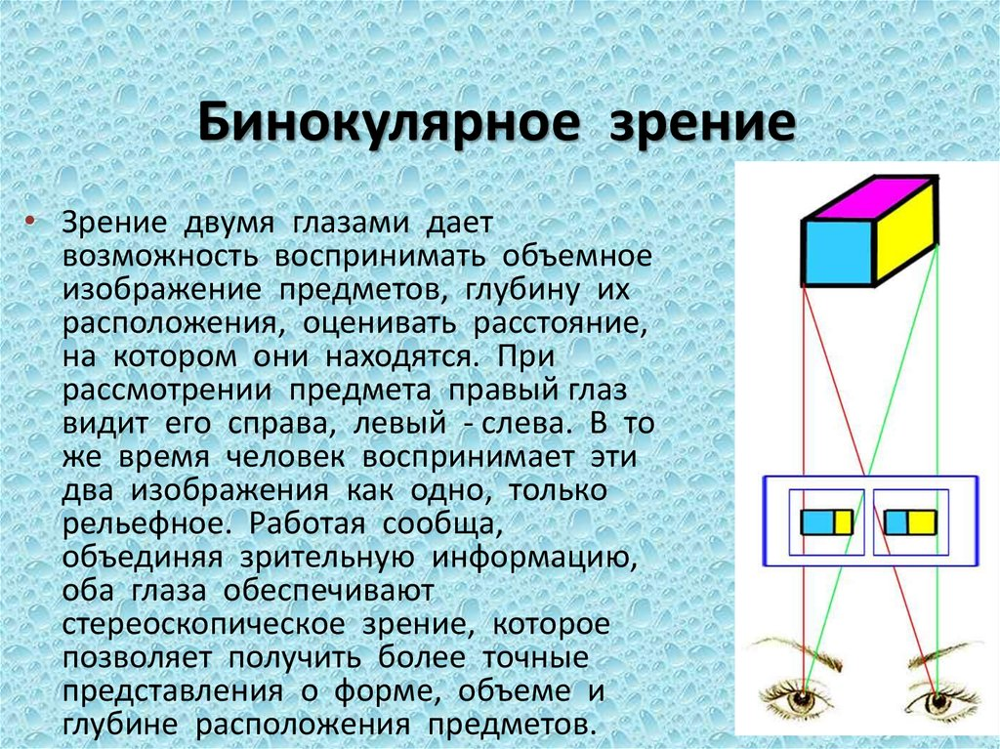 Бинокулярное зрение
• Зрение двумя глазами дает
возможность воспринимать объемное
изображение предметов, глубину их
расположения, оценивать расстояние,
на котором они находятся. При
рассмотрении предмета правый глаз
видит его справа, левый - слева. В то
же время человек воспринимает эти
два изображения как одно, только
рельефное. Работая сообща,
объединяя зрительную информацию,
оба глаза обеспечивают
стереоскопическое зрение, которое
позволяет получить более точные
представления о форме, объеме и
глубине расположения предметов.